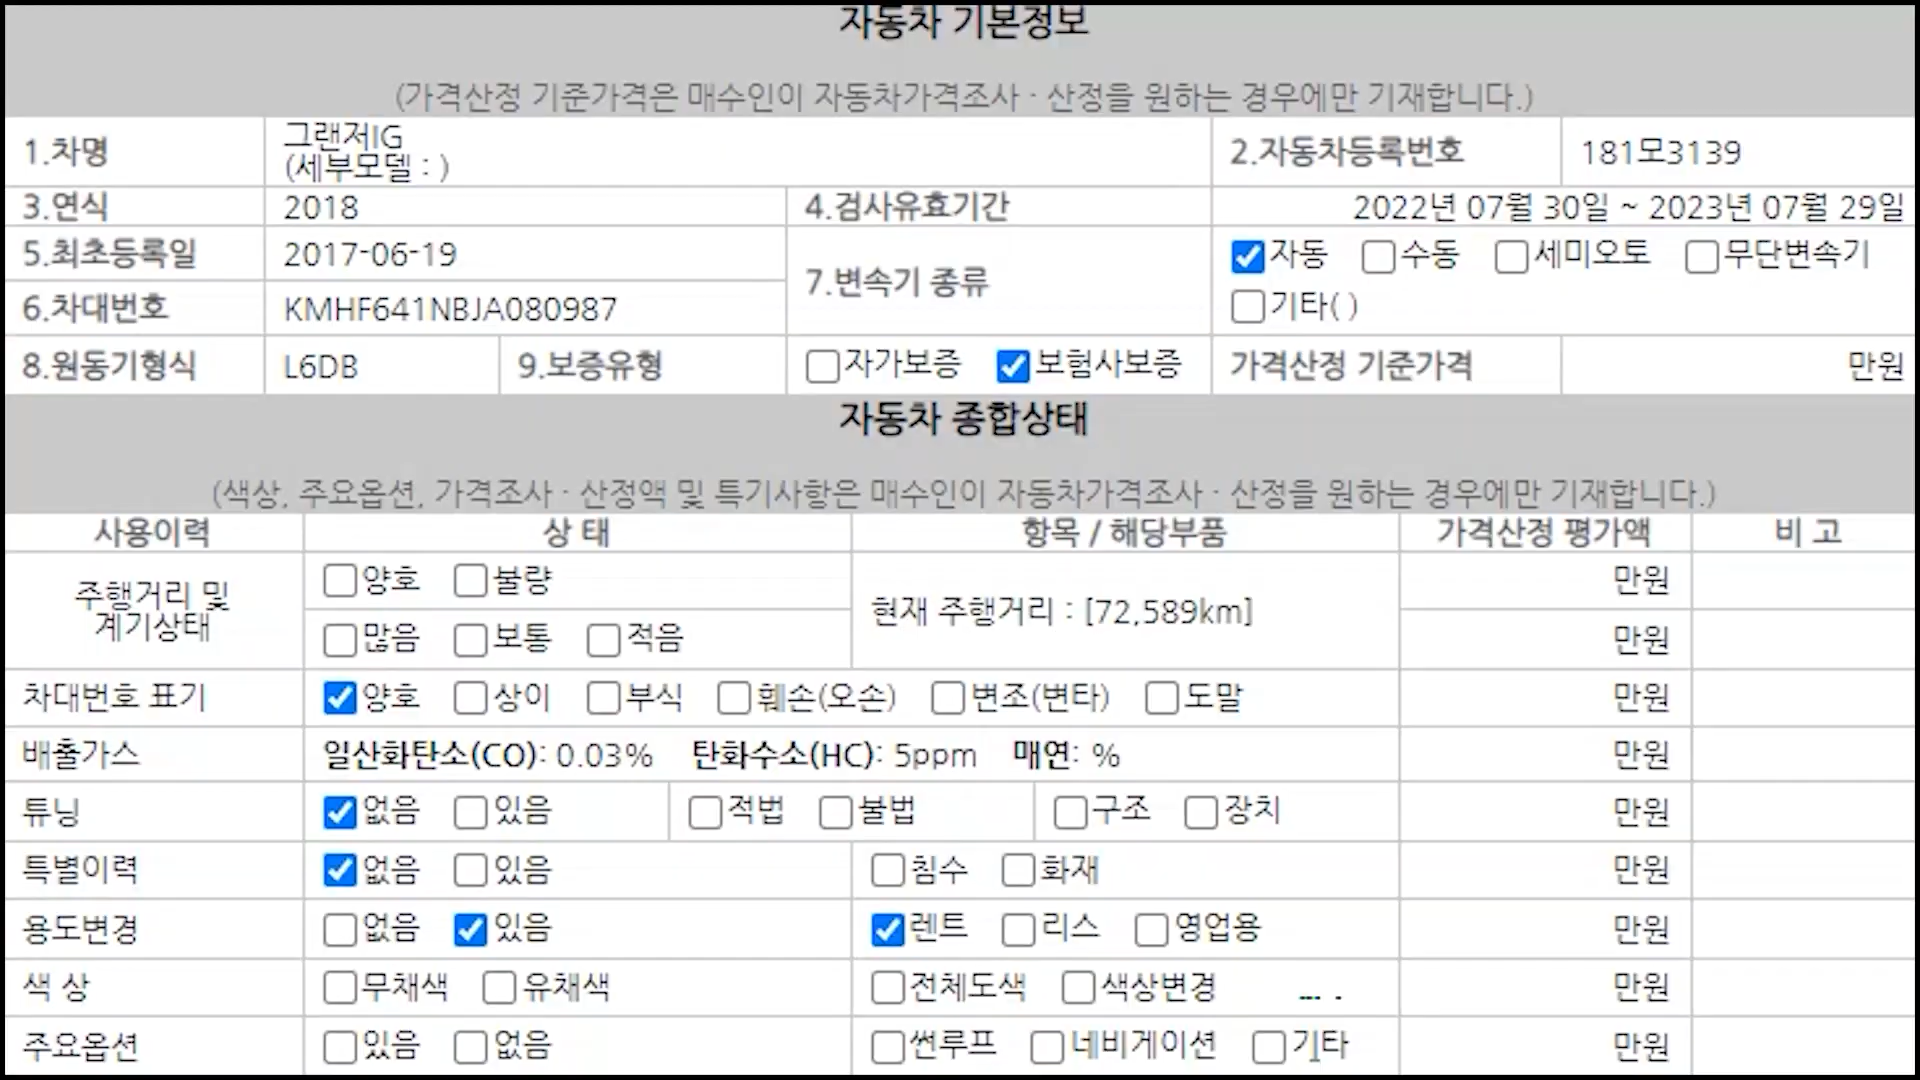 자동차 기본정보
(가격산정 기준가격은 매수인이 자동차가격조사 · 산정을 원하는 경우에만 기재합니다.)
1.차명 그랜저IG 2.자동차등록번호 181모3139
(세부모델 : )
3.연식 2018 4.검사유효기간 2022년 07월 30일 ~ 2023년 07월 29일
5.최초등록일 2017-06-19 7.변속기 종류 자동 수동 세미오토 무단변속기
기타( )
6.차대번호 KMHF641NBJA080987
8.원동기형식 L6DB 9.보증유형 자가보증 보험사보증 가격산정 기준가격 만원
자동차 종합상태
(색상, 주요옵션, 가격조사 · 산정액 및 특기사항은 매수인이 자동차가격조사 · 산정을 원하는 경우에만 기재합니다.)
사용이력 상 태 항목 / 해당부품 가격산정 평가액 비 고
주행거리 및
계기상태
양호 불량 현재 주행거리 : [72,589km] 만원
많음 보통 적음 만원
차대번호 표기 양호 상이 부식 훼손(오손) 변조(변타) 도말 만원
배출가스 일산화탄소(CO): 0.03% 탄화수소(HC): 5ppm 매연: % 만원
튜닝 없음 있음 적법 불법 구조 장치 만원
특별이력 없음 있음 침수 화재 만원
용도변경 없음 있음 렌트 리스 영업용 만원
색 상 무채색 유채색 전체도색 색상변경 만원
주요옵션 있음 없음 썬루프 네비게이션 기타 만원